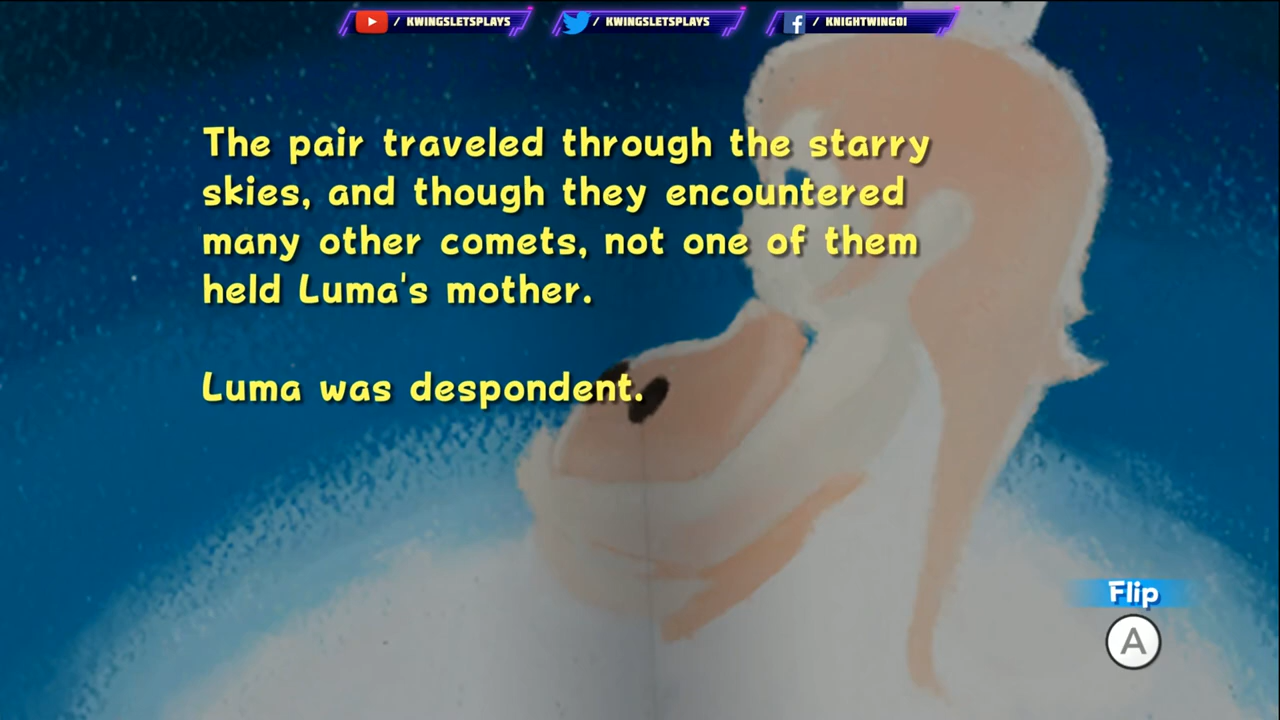 / KWINGSLETSPLAYS
/ KWINGSLETSPLAYS
/ KNIGHTWING01
The pair traveled through the starry
skies, and though they encountered
many other comets, not one of them
held Luma's mother.
Luma was despondent.
Flip
A